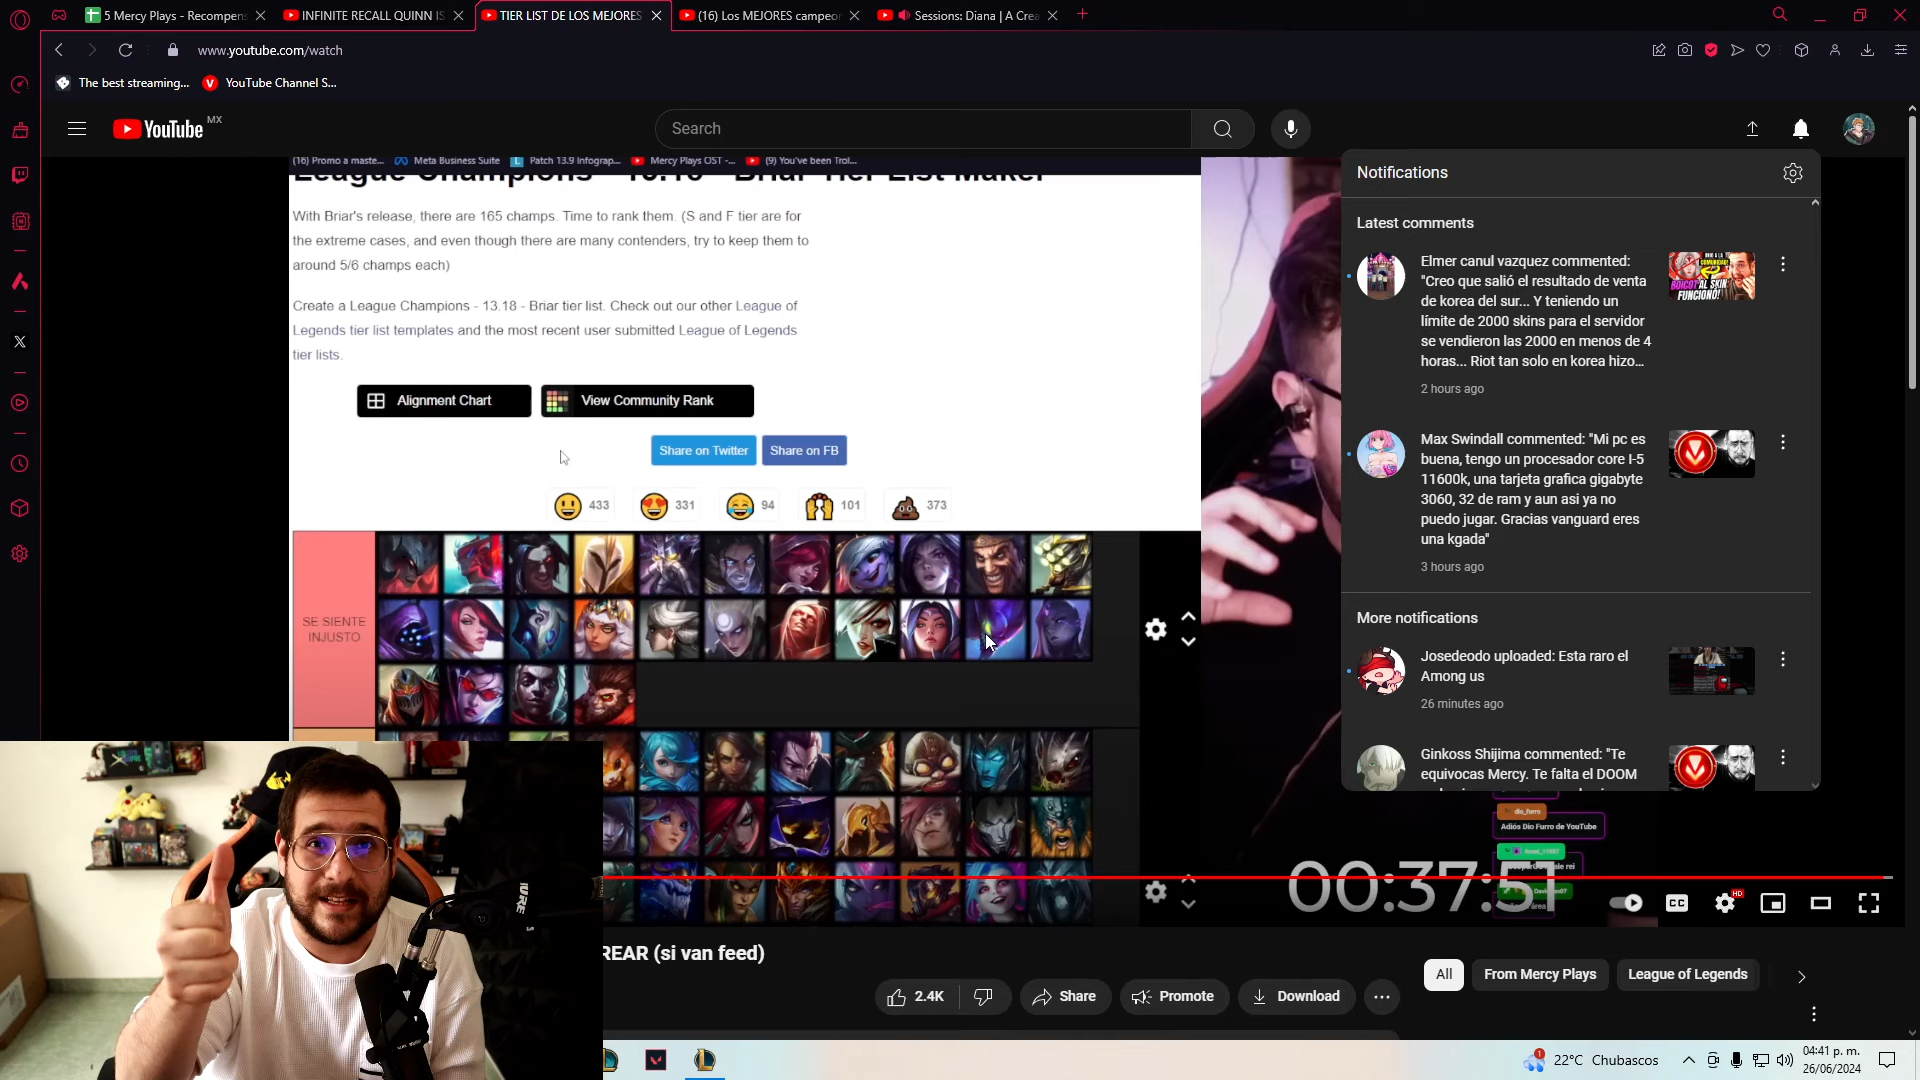 5 Mercy Plays - Recompen
INFINITE RECALL QUINN IS
TIER LIST DE LOS MEJORES
(16) Los MEJORES campeo
Sessions: Diana | A Crea
www.youtube.com/watch
The best streaming...
YouTube Channel S...
YouTube MX
Search
(16) Promo a maste...
Meta Business Suite
Patch 13.9 Infograp...
Mercy Plays OST -...
(9) You've been Trol...
With Briar's release, there are 165 champs. Time to rank them. (S and F tier are for
the extreme cases, and even though there are many contenders, try to keep them to
around 5/6 champs each)
Create a League Champions - 13.18 - Briar tier list. Check out our other League of
Legends tier list templates and the most recent user submitted League of Legends
tier lists.
Alignment Chart
View Community Rank
Share on Twitter
Share on FB
433
331
94
101
373
SE SIENTE
INJUSTO
Notifications
Latest comments
Elmer canul vazquez commented:
"Creo que salió el resultado de venta
de korea del sur... Y teniendo un
límite de 2000 skins para el servidor
se vendieron las 2000 en menos de 4
horas... Riot tan solo en korea hizo...
2 hours ago
BOICOT AL SKIN
FUNCIONÓ!
Max Swindall commented: "Mi pc es
buena, tengo un procesador core I-5
11600k, una tarjeta grafica gigabyte
3060, 32 de ram y aun asi ya no
puedo jugar. Gracias vanguard eres
una kgada"
3 hours ago
More notifications
Josedeodo uploaded: Esta raro el
Among us
26 minutes ago
Ginkoss Shijima commented: "Te
equivocas Mercy. Te falta el DOOM
dio_furro
Adiós Dio Furro de YouTube
00:37:51
CC
HD
REAR (si van feed)
2.4K
Share
Promote
Download
All
From Mercy Plays
League of Legends
1
22°C Chubascos
04:41 p. m.
26/06/2024